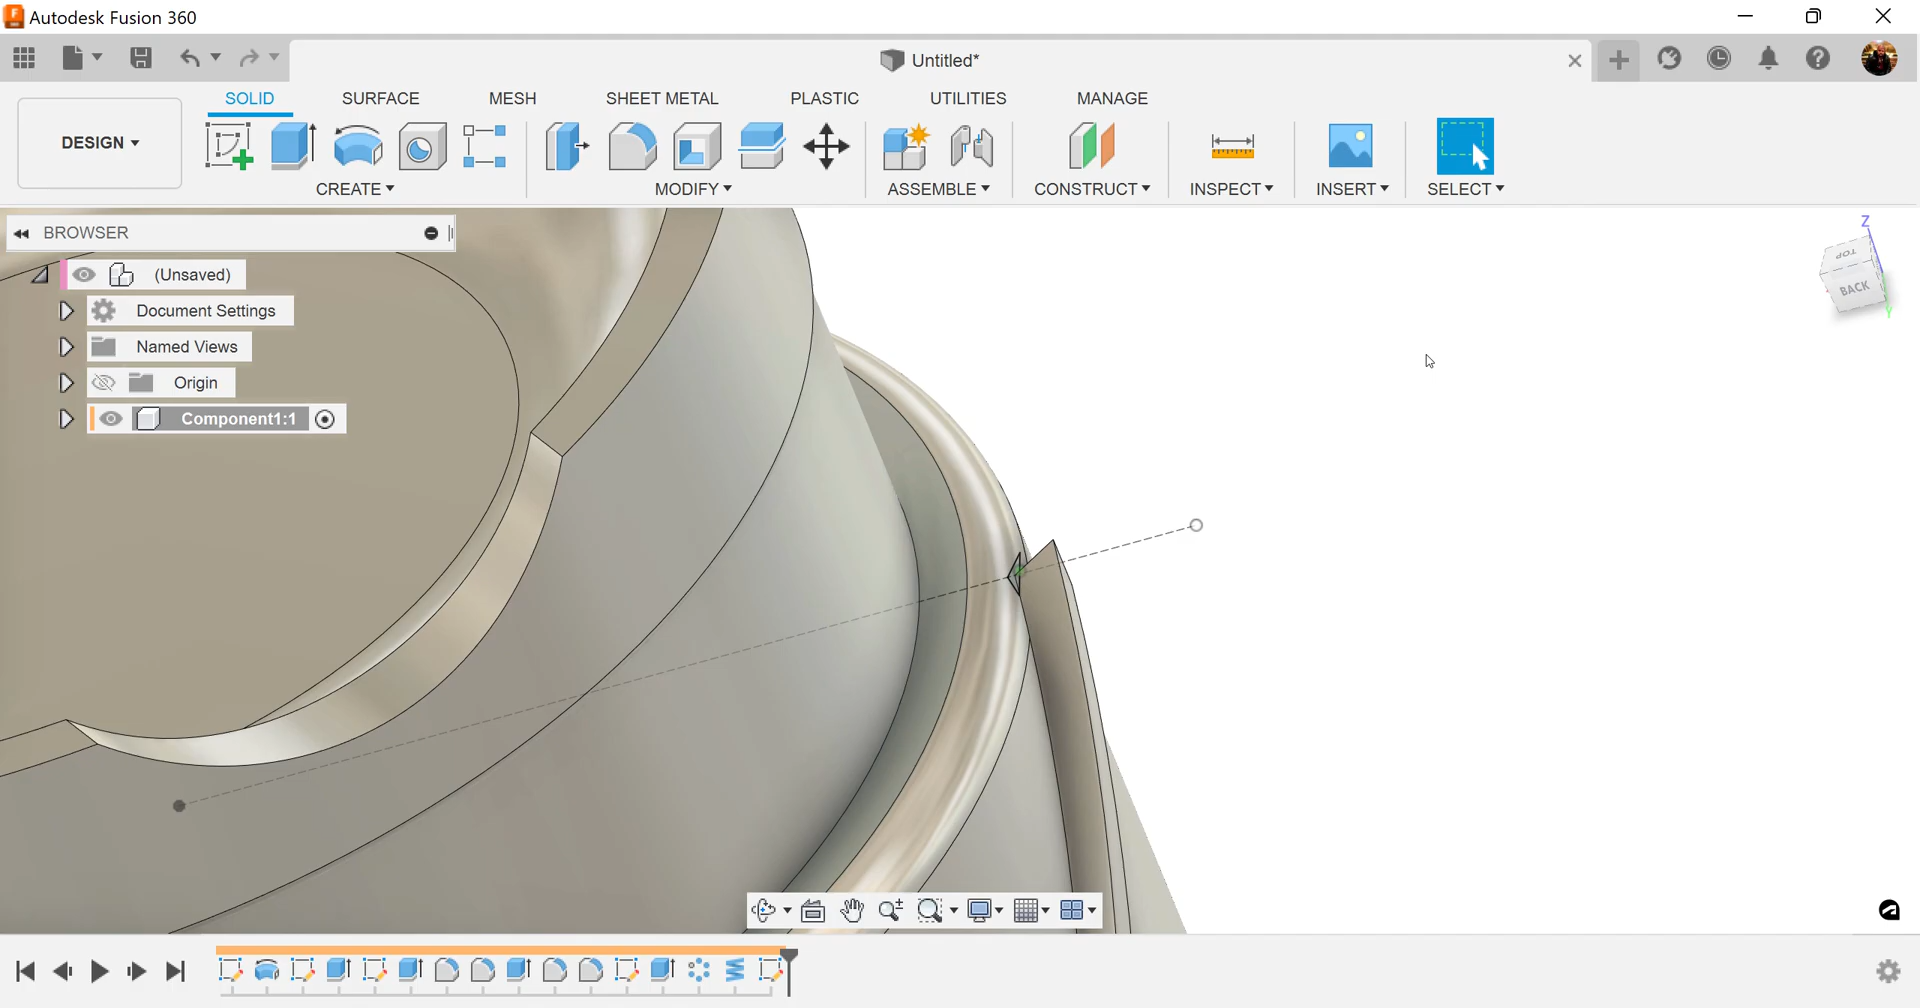 Autodesk Fusion 360
Untitled*
SOLID SURFACE MESH SHEET METAL PLASTIC UTILITIES MANAGE
DESIGN
CREATE MODIFY ASSEMBLE CONSTRUCT INSPECT INSERT SELECT
BROWSER
(Unsaved)
Document Settings
Named Views
Origin
Component1:1
Z
TOP
BACK
Y